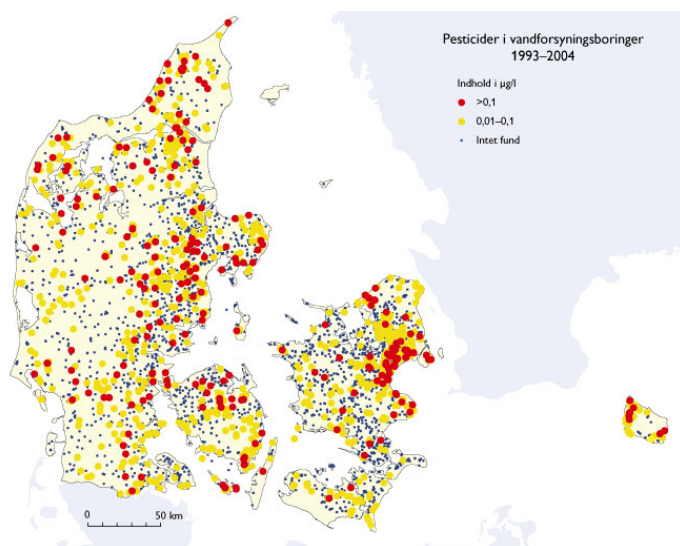 Pesticider i vandforsyningsboringer
1993–2004
Indhold i µg/l
>0,1
0,01–0,1
Intet fund
0 50 km